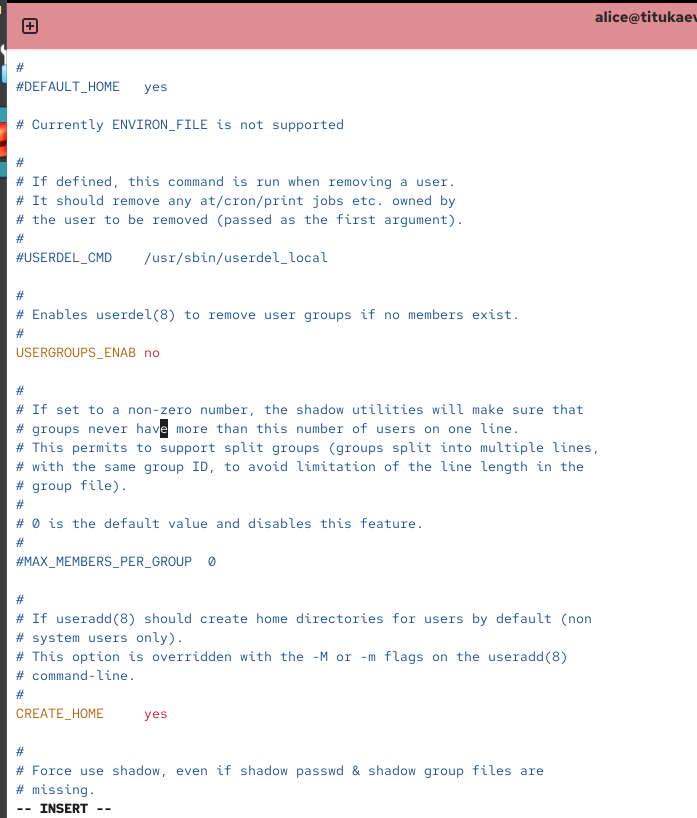 alice@titukaev
#
#DEFAULT_HOME   yes
# Currently ENVIRON_FILE is not supported
#
# If defined, this command is run when removing a user.
# It should remove any at/cron/print jobs etc. owned by
# the user to be removed (passed as the first argument).
#
#USERDEL_CMD    /usr/sbin/userdel_local
#
# Enables userdel(8) to remove user groups if no members exist.
#
USERGROUPS_ENAB no
#
# If set to a non-zero number, the shadow utilities will make sure that
# groups never have more than this number of users on one line.
# This permits to support split groups (groups split into multiple lines,
# with the same group ID, to avoid limitation of the line length in the
# group file).
#
# 0 is the default value and disables this feature.
#
#MAX_MEMBERS_PER_GROUP  0
#
# If useradd(8) should create home directories for users by default (non
# system users only).
# This option is overridden with the -M or -m flags on the useradd(8)
# command-line.
#
CREATE_HOME     yes
#
# Force use shadow, even if shadow passwd & shadow group files are
# missing.
-- INSERT --